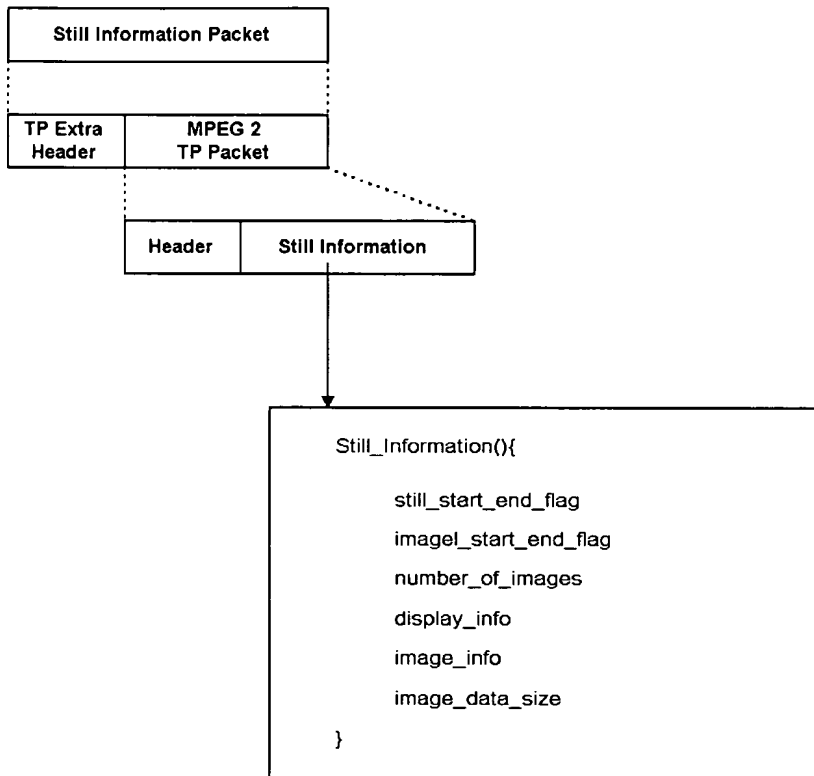 Still Information Packet
TP Extra
Header
MPEG 2
TP Packet
Header
Still Information
Still_Information(){
still_start_end_flag
imagel_start_end_flag
number_of_images
display_info
image_info
image_data_size
}